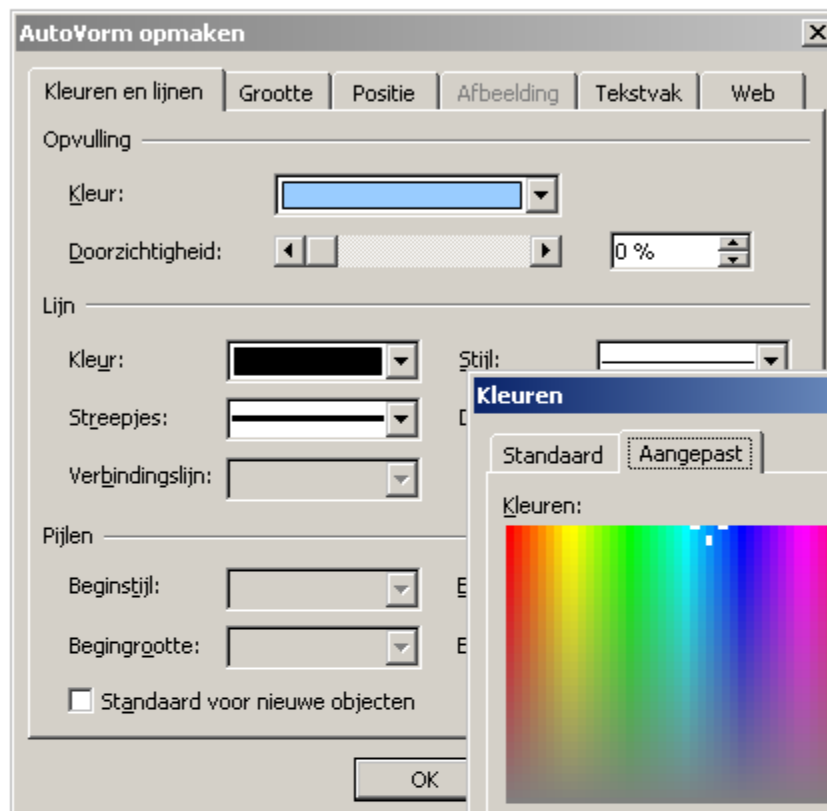 AutoVorm opmaken
Kleuren en lijnen Grootte Positie Afbeelding Tekstvak Web
Opvulling
Kleur:
Doorzichtigheid: 0 %
Lijn
Kleur: Stijl:
Streepjes:
Verbindingslijn:
Pijlen
Beginstijl:
Begingrootte:
Standaard voor nieuwe objecten
OK
Kleuren
Standaard Aangepast
Kleuren: